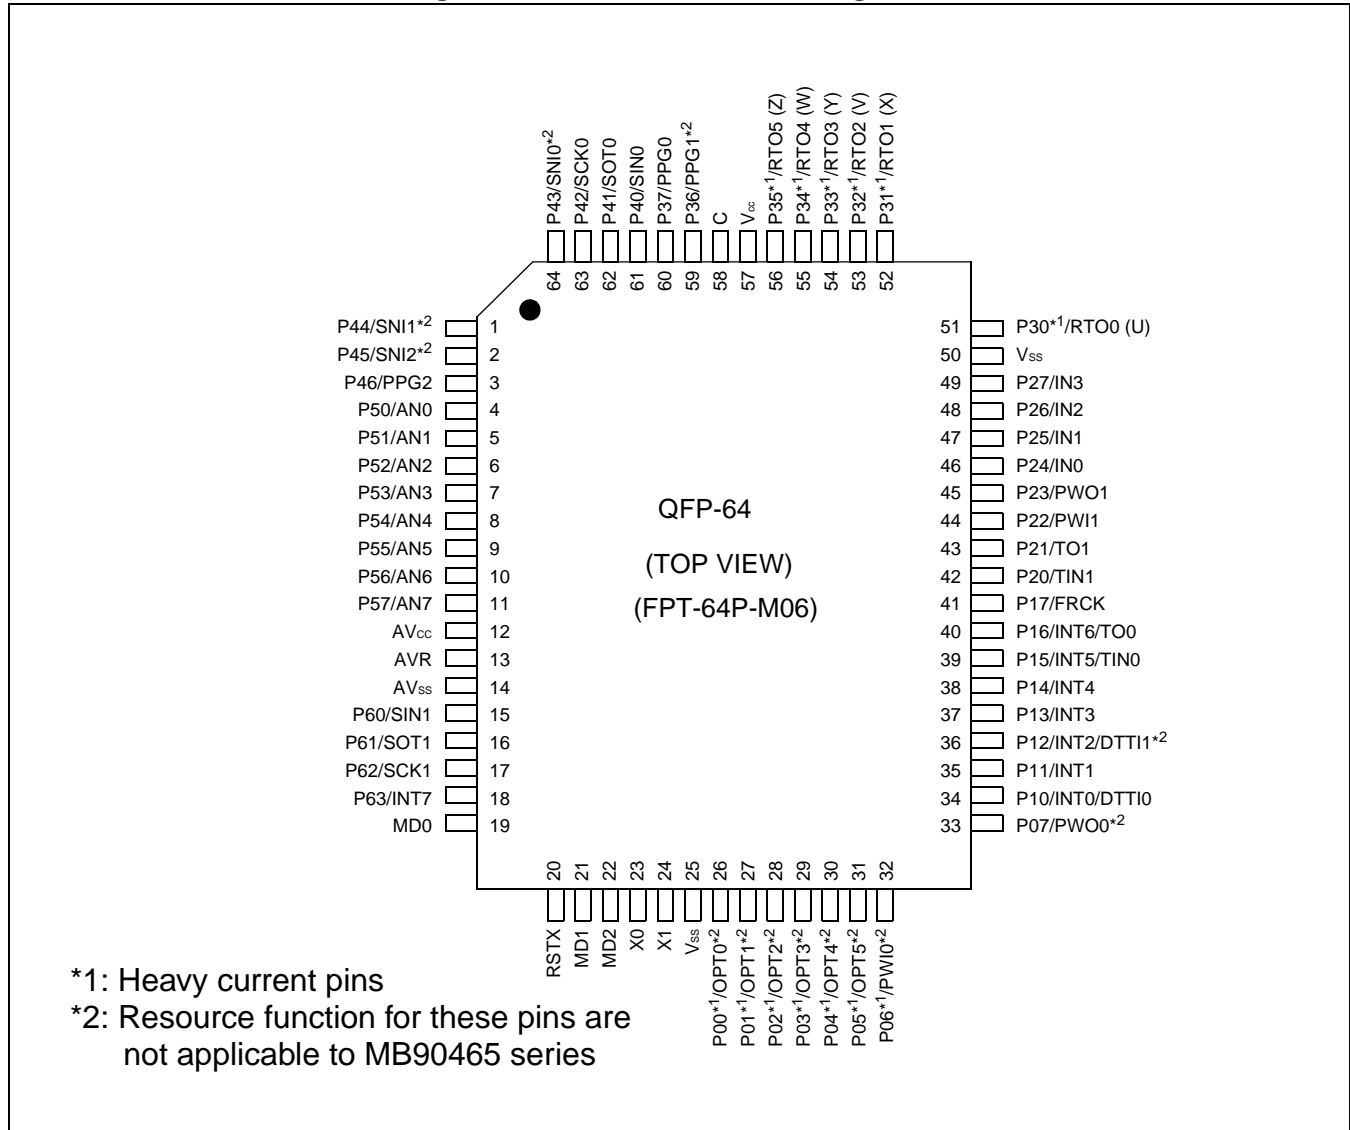 P43/SNI0*2
P42/SCK0
P41/SOT0
P40/SIN0
P37/PPG0
P36/PPG1*2
C
Vcc
P35*1/RTO5 (Z)
P34*1/RTO4 (W)
P33*1/RTO3 (Y)
P32*1/RTO2 (V)
P31*1/RTO1 (X)
64 63 62 61 60 59 58 57 56 55 54 53 52
P44/SNI1*2 1
P45/SNI2*2 2
P46/PPG2 3
P50/AN0 4
P51/AN1 5
P52/AN2 6
P53/AN3 7
P54/AN4 8
P55/AN5 9
P56/AN6 10
P57/AN7 11
AVcc 12
AVR 13
AVss 14
P60/SIN1 15
P61/SOT1 16
P62/SCK1 17
P63/INT7 18
MD0 19
QFP-64
(TOP VIEW)
(FPT-64P-M06)
51 P30*1/RTO0 (U)
50 Vss
49 P27/IN3
48 P26/IN2
47 P25/IN1
46 P24/IN0
45 P23/PWO1
44 P22/PWI1
43 P21/TO1
42 P20/TIN1
41 P17/FRCK
40 P16/INT6/TO0
39 P15/INT5/TIN0
38 P14/INT4
37 P13/INT3
36 P12/INT2/DTTI1*2
35 P11/INT1
34 P10/INT0/DTTI0
33 P07/PWO0*2
20 21 22 23 24 25 26 27 28 29 30 31 32
RSTX
MD1
MD2
X0
X1
Vss
P00*1/OPT0*2
P01*1/OPT1*2
P02*1/OPT2*2
P03*1/OPT3*2
P04*1/OPT4*2
P05*1/OPT5*2
P06*1/PWI0*2
*1: Heavy current pins
*2: Resource function for these pins are
not applicable to MB90465 series